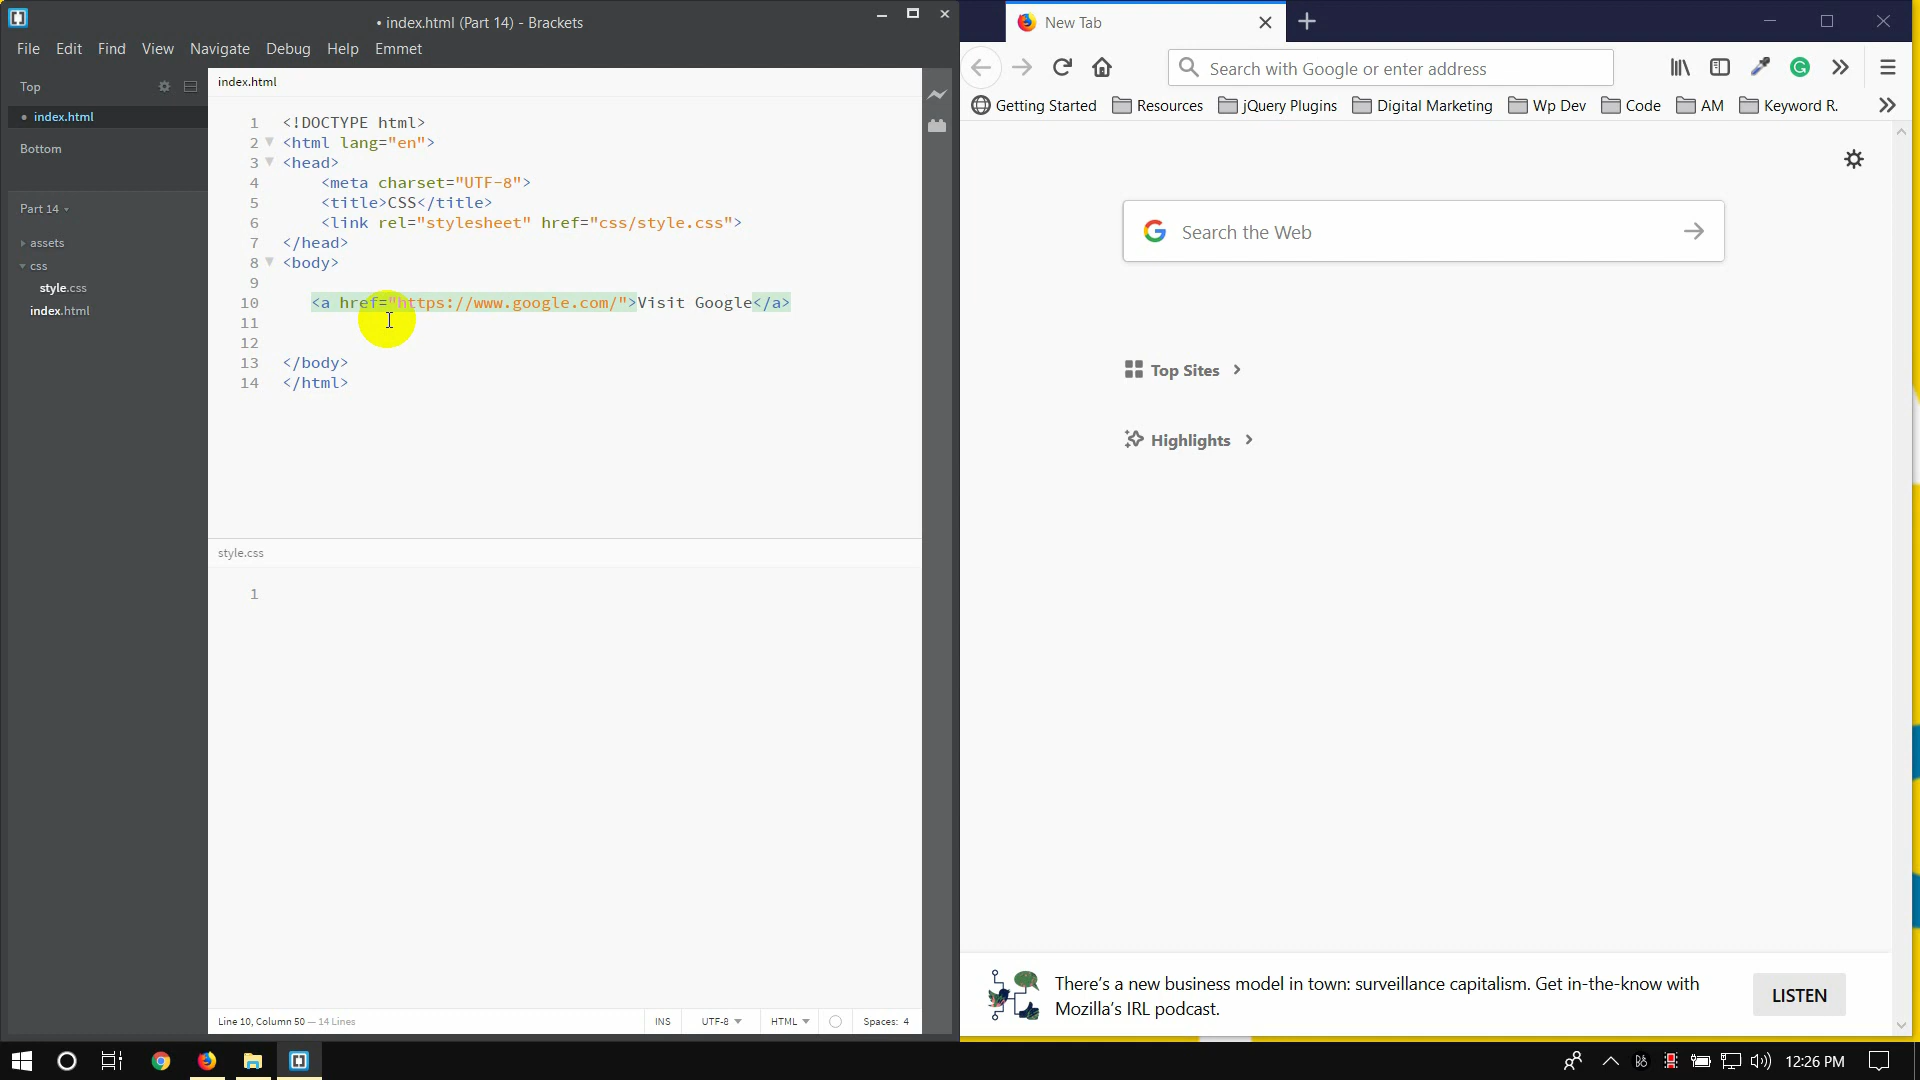 • index.html (Part 14) - Brackets
File Edit Find View Navigate Debug Help Emmet
Top
• index.html
Bottom
Part 14
assets
css
style.css
index.html
index.html
1 <!DOCTYPE html>
2 <html lang="en">
3 <head>
4 <meta charset="UTF-8">
5 <title>CSS</title>
6 <link rel="stylesheet" href="css/style.css">
7 </head>
8 <body>
9
10 <a href="https://www.google.com/">Visit Google</a>
11
12
13 </body>
14 </html>
style.css
1
Line 10, Column 50 — 14 Lines
INS UTF-8 HTML Spaces: 4
New Tab
Search with Google or enter address
Getting Started Resources jQuery Plugins Digital Marketing Wp Dev Code AM Keyword R.
Search the Web
Top Sites
Highlights
There's a new business model in town: surveillance capitalism. Get in-the-know with
Mozilla's IRL podcast.
LISTEN
12:26 PM